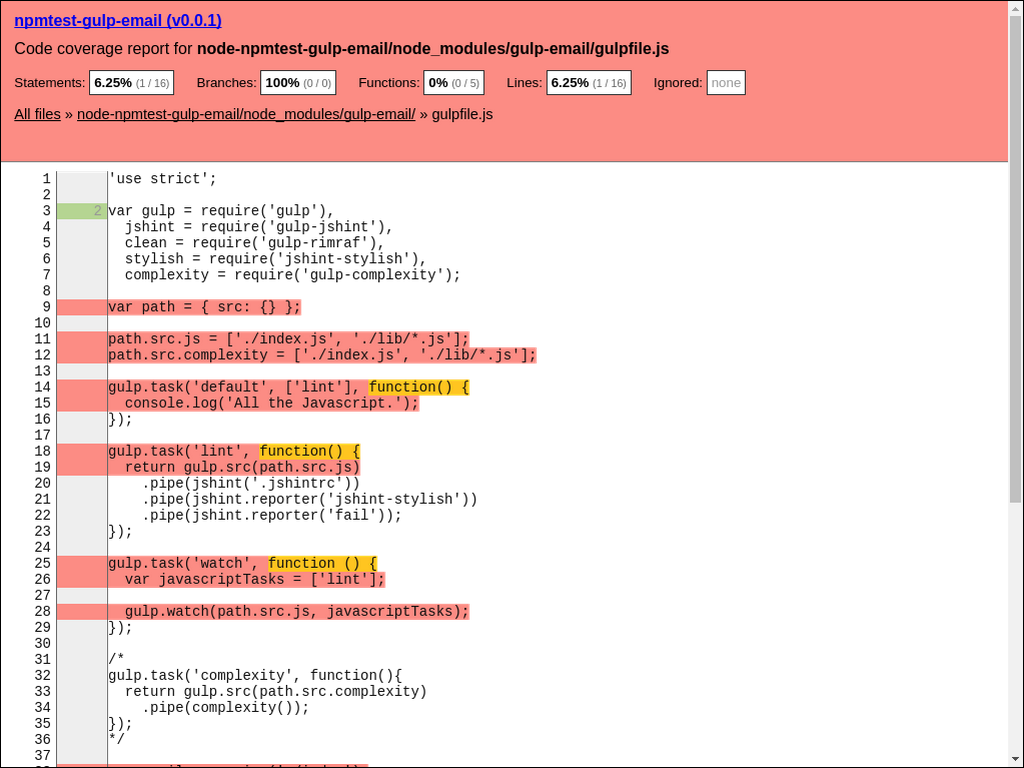 npmtest-gulp-email (v0.0.1)
Code coverage report for node-npmtest-gulp-email/node_modules/gulp-email/gulpfile.js
Statements: 6.25% (1 / 16) Branches: 100% (0 / 0) Functions: 0% (0 / 5) Lines: 6.25% (1 / 16) Ignored: none
All files » node-npmtest-gulp-email/node_modules/gulp-email/ » gulpfile.js
1 'use strict';
2
3 2 var gulp = require('gulp'),
4   jshint = require('gulp-jshint'),
5   clean = require('gulp-rimraf'),
6   stylish = require('jshint-stylish'),
7   complexity = require('gulp-complexity');
8
9 var path = { src: {} };
10
11 path.src.js = ['./index.js', './lib/*.js'];
12 path.src.complexity = ['./index.js', './lib/*.js'];
13
14 gulp.task('default', ['lint'], function() {
15   console.log('All the Javascript.');
16 });
17
18 gulp.task('lint', function() {
19   return gulp.src(path.src.js)
20     .pipe(jshint('.jshintrc'))
21     .pipe(jshint.reporter('jshint-stylish'))
22     .pipe(jshint.reporter('fail'));
23 });
24
25 gulp.task('watch', function () {
26   var javascriptTasks = ['lint'];
27
28   gulp.watch(path.src.js, javascriptTasks);
29 });
30
31 /*
32 gulp.task('complexity', function(){
33   return gulp.src(path.src.complexity)
34     .pipe(complexity());
35 });
36 */
37